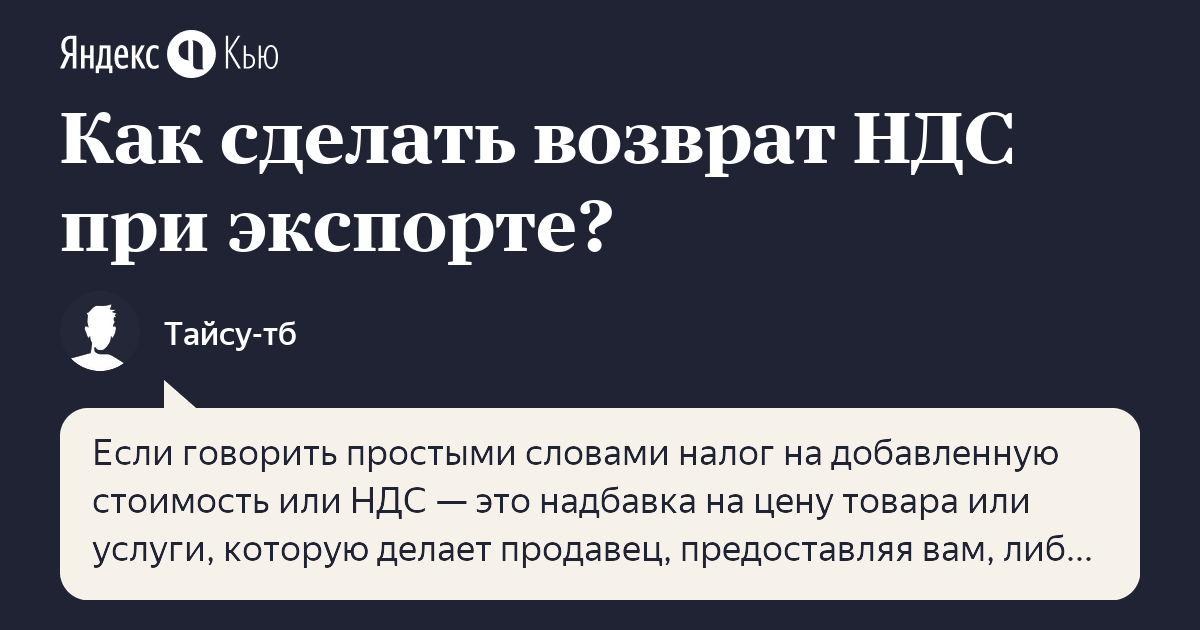 Яндекс Кью
Как сделать возврат НДС
при экспорте?
Тайсу-тб
Если говорить простыми словами налог на добавленную
стоимость или НДС — это надбавка на цену товара или
услуги, которую делает продавец, предоставляя вам, либ...